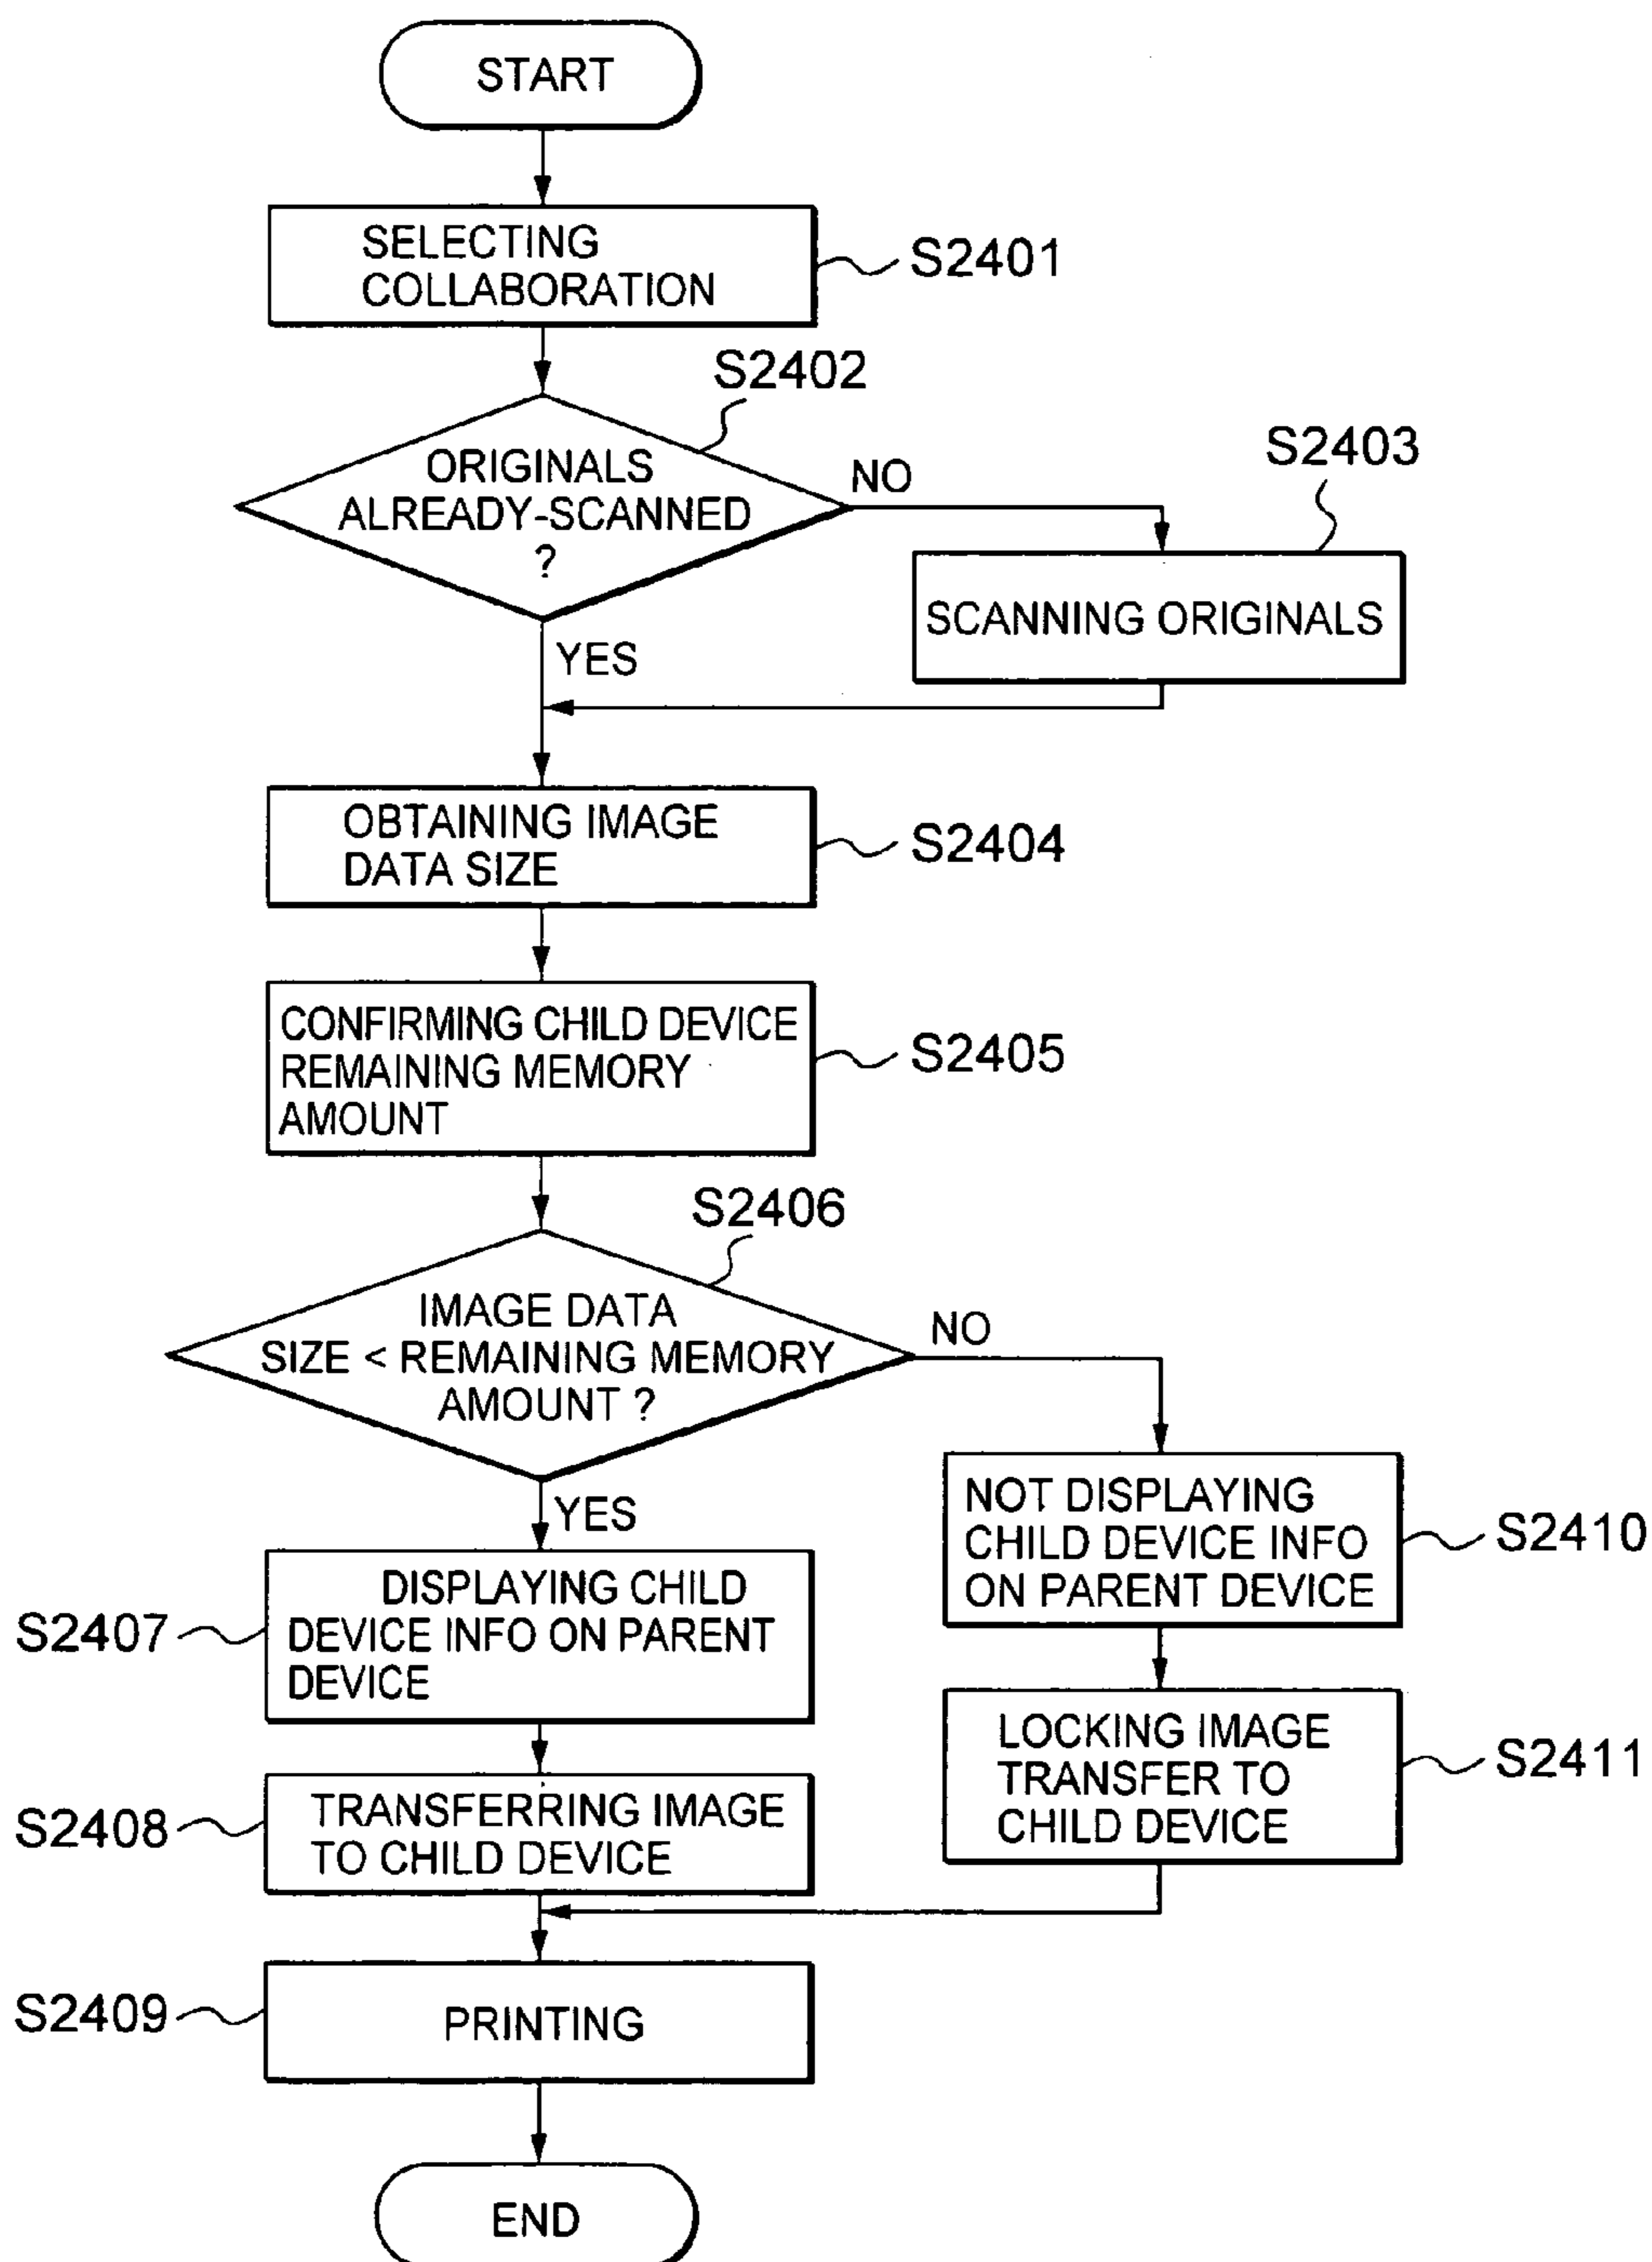 START
SELECTING
COLLABORATION
S2401
S2402
ORIGINALS
ALREADY-SCANNED
?
NO
S2403
SCANNING ORIGINALS
YES
OBTAINING IMAGE
DATA SIZE
S2404
CONFIRMING CHILD DEVICE
REMAINING MEMORY
AMOUNT
S2405
S2406
IMAGE DATA
SIZE < REMAINING MEMORY
AMOUNT ?
NO
YES
NOT DISPLAYING
CHILD DEVICE INFO
ON PARENT DEVICE
S2410
S2407
DISPLAYING CHILD
DEVICE INFO ON PARENT
DEVICE
LOCKING IMAGE
TRANSFER TO
CHILD DEVICE
S2411
S2408
TRANSFERRING IMAGE
TO CHILD DEVICE
S2409
PRINTING
END